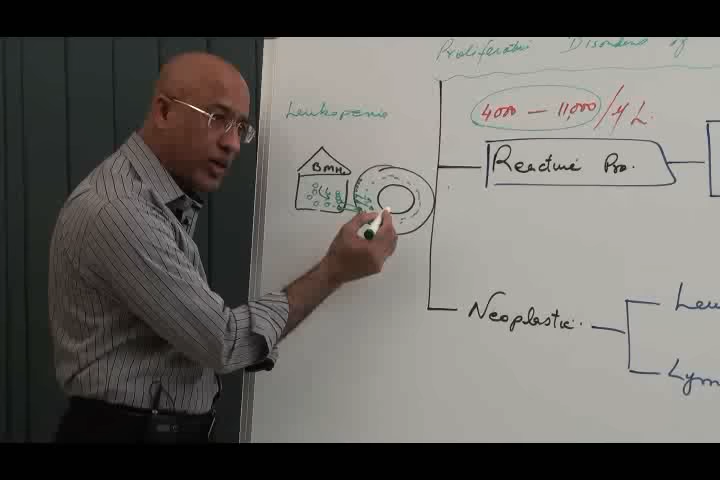 Proliferative Disorders of
Leukopenia
4000 — 11,000/μL.
BMH
Reactive Pro.
Neoplastic.
Leu
Lym